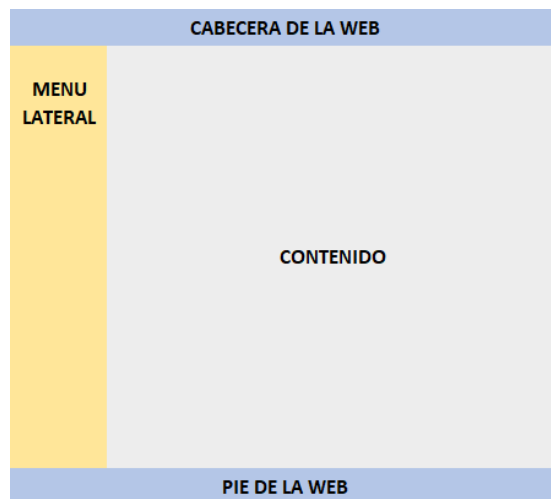 CABECERA DE LA WEB
MENU
LATERAL
CONTENIDO
PIE DE LA WEB